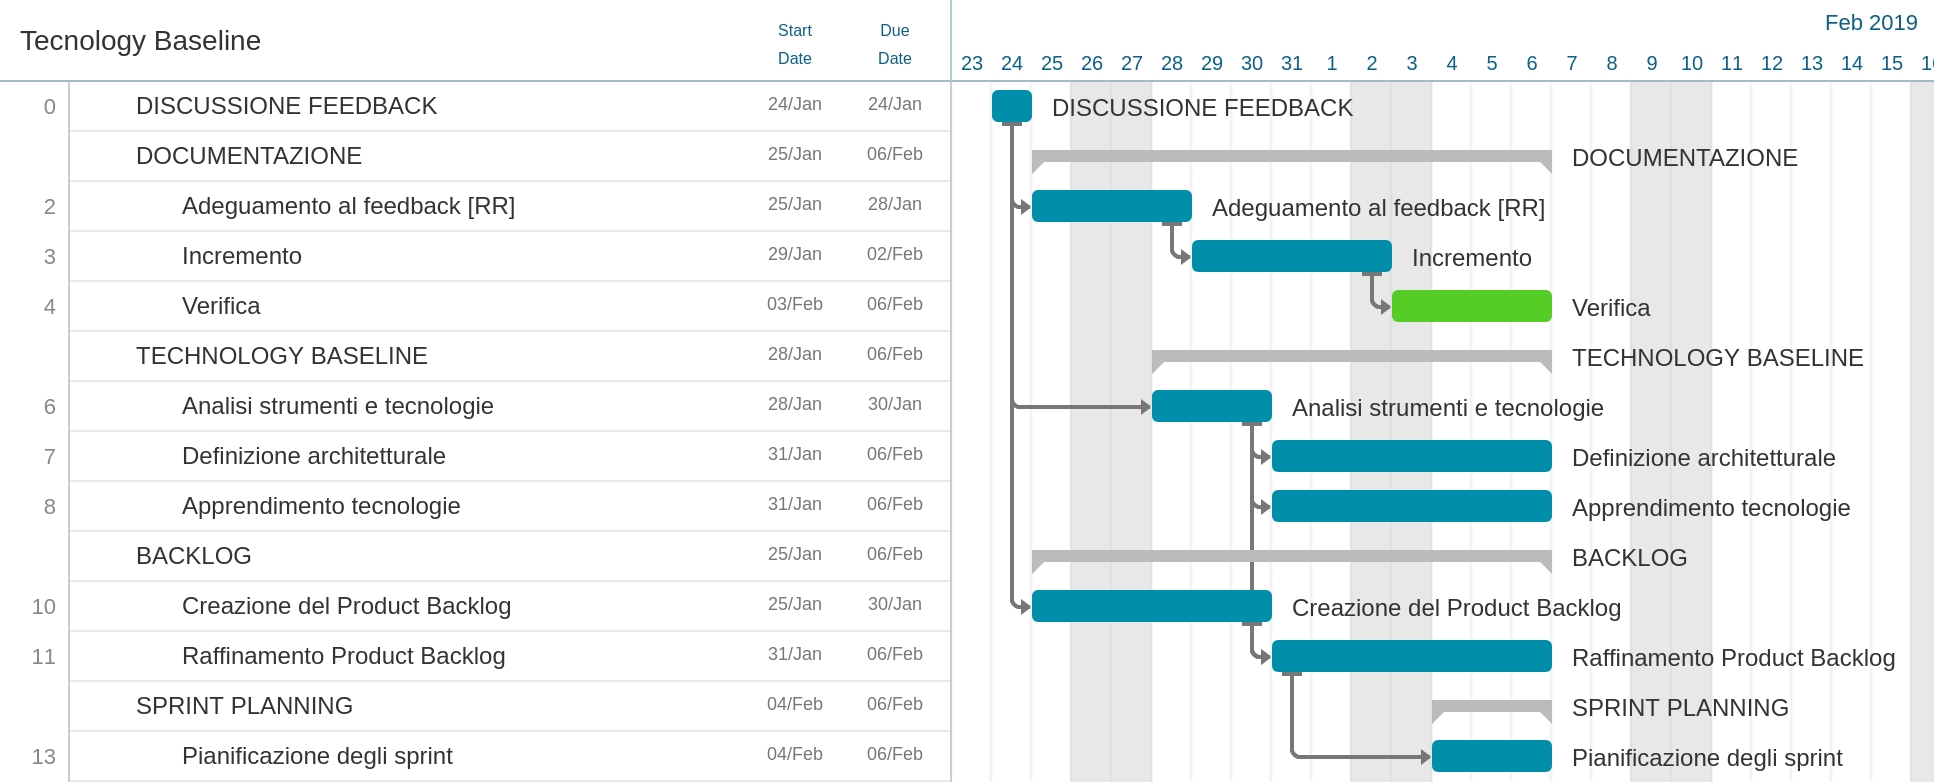 Tecnology Baseline
Start Date
Due Date
Feb 2019
23 24 25 26 27 28 29 30 31 1 2 3 4 5 6 7 8 9 10 11 12 13 14 15
0 DISCUSSIONE FEEDBACK 24/Jan 24/Jan DISCUSSIONE FEEDBACK
DOCUMENTAZIONE 25/Jan 06/Feb DOCUMENTAZIONE
2 Adeguamento al feedback [RR] 25/Jan 28/Jan Adeguamento al feedback [RR]
3 Incremento 29/Jan 02/Feb Incremento
4 Verifica 03/Feb 06/Feb Verifica
TECHNOLOGY BASELINE 28/Jan 06/Feb TECHNOLOGY BASELINE
6 Analisi strumenti e tecnologie 28/Jan 30/Jan Analisi strumenti e tecnologie
7 Definizione architetturale 31/Jan 06/Feb Definizione architetturale
8 Apprendimento tecnologie 31/Jan 06/Feb Apprendimento tecnologie
BACKLOG 25/Jan 06/Feb BACKLOG
10 Creazione del Product Backlog 25/Jan 30/Jan Creazione del Product Backlog
11 Raffinamento Product Backlog 31/Jan 06/Feb Raffinamento Product Backlog
SPRINT PLANNING 04/Feb 06/Feb SPRINT PLANNING
13 Pianificazione degli sprint 04/Feb 06/Feb Pianificazione degli sprint